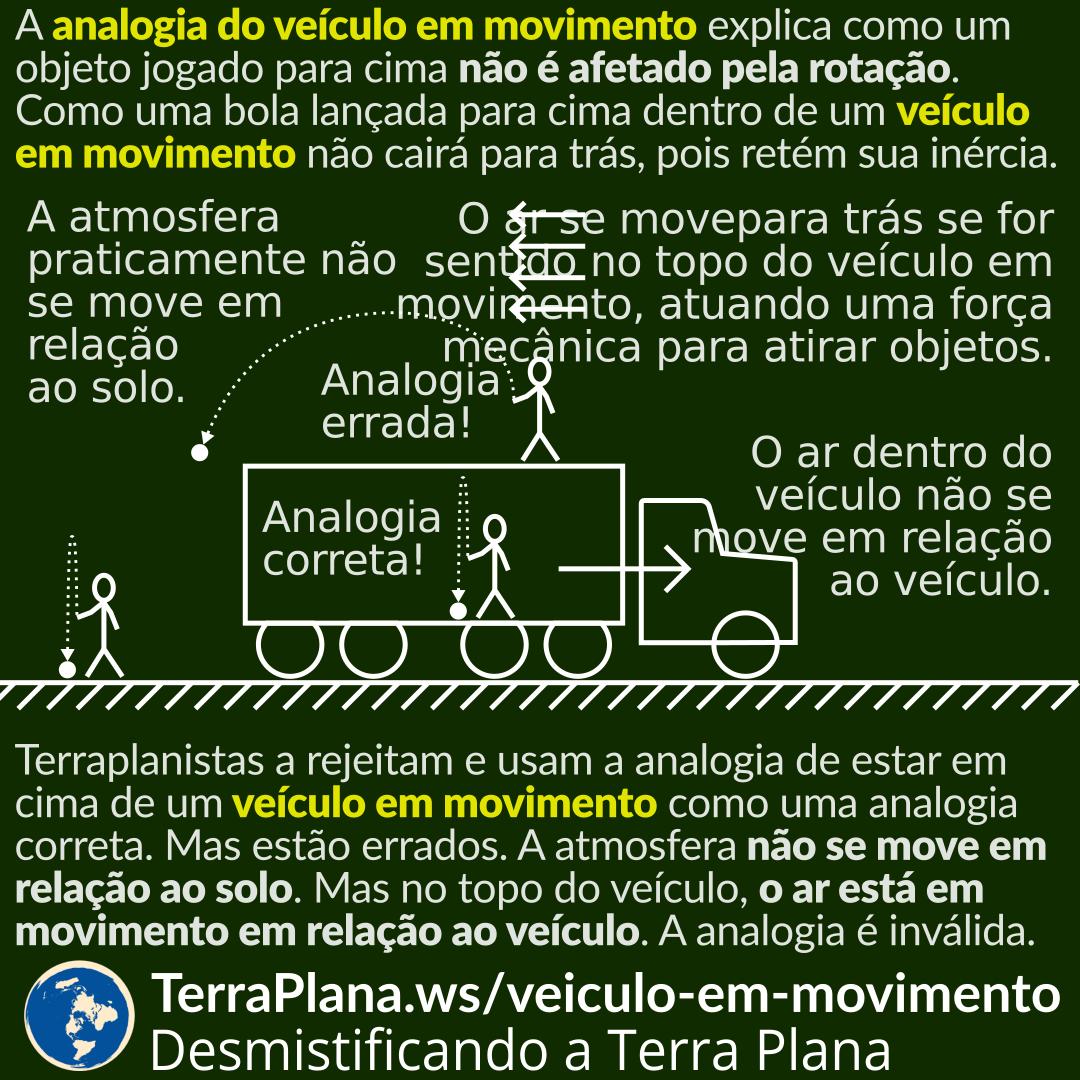 A analogia do veículo em movimento explica como um
objeto jogado para cima não é afetado pela rotação.
Como uma bola lançada para cima dentro de um veículo
em movimento não cairá para trás, pois retém sua inércia.
A atmosfera
praticamente não
se move em
relação
ao solo.
O ar se movepara trás se for
sentido no topo do veículo em
movimento, atuando uma força
mecânica para atirar objetos.
Analogia
errada!
O ar dentro do
veículo não se
move em relação
ao veículo.
Analogia
correta!
Terraplanistas a rejeitam e usam a analogia de estar em
cima de um veículo em movimento como uma analogia
correta. Mas estão errados. A atmosfera não se move em
relação ao solo. Mas no topo do veículo, o ar está em
movimento em relação ao veículo. A analogia é inválida.
TerraPlana.ws/veiculo-em-movimento
Desmistificando a Terra Plana